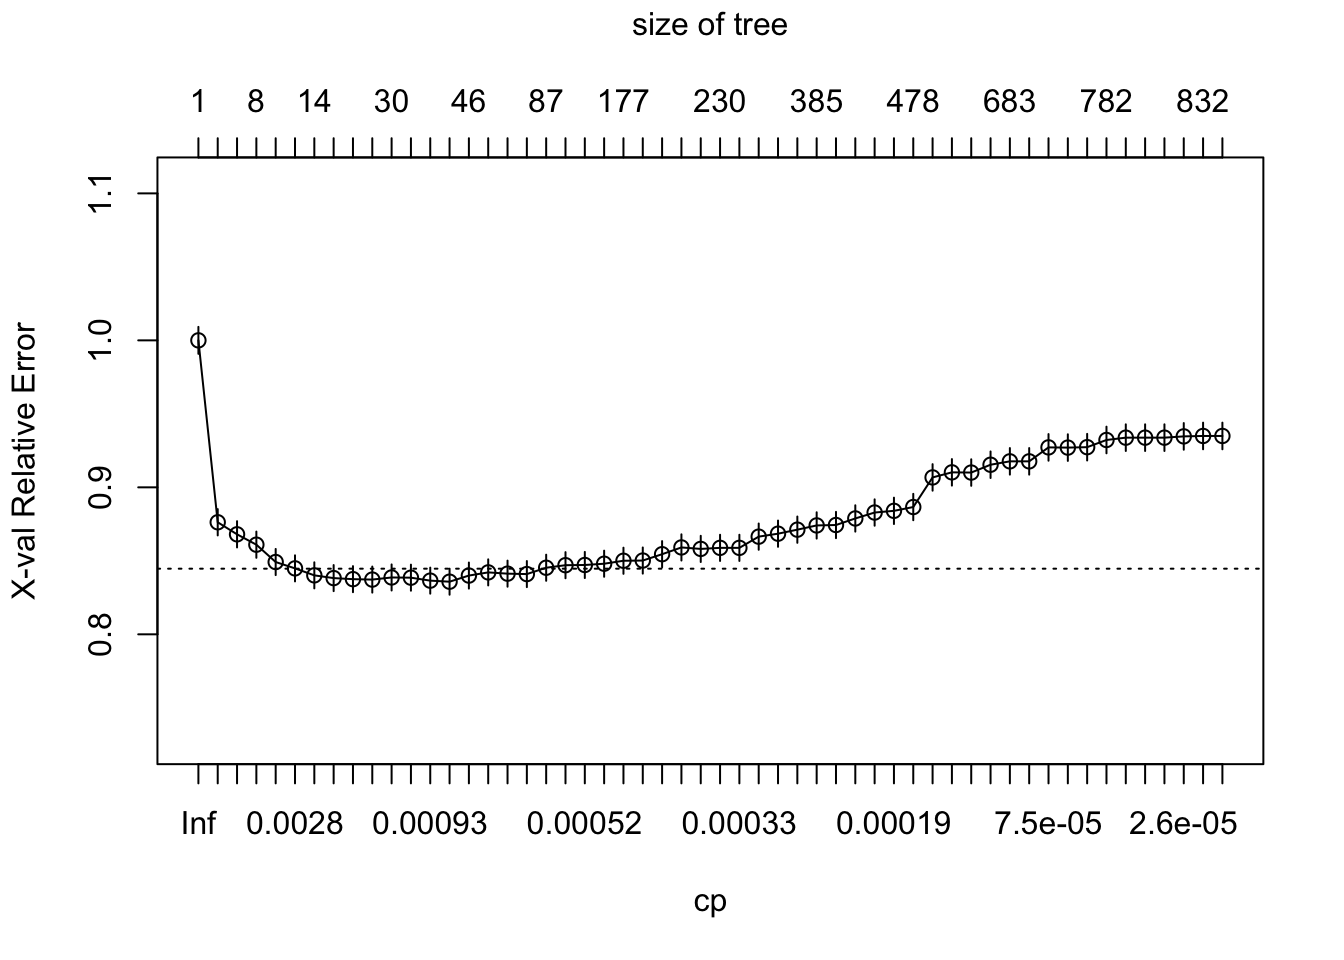 size of tree
1 8 14 30 46 87 177 230 385 478 683 782 832
X-val Relative Error
1.1
1.0
0.9
0.8
Inf 0.0028 0.00093 0.00052 0.00033 0.00019 7.5e-05 2.6e-05
cp